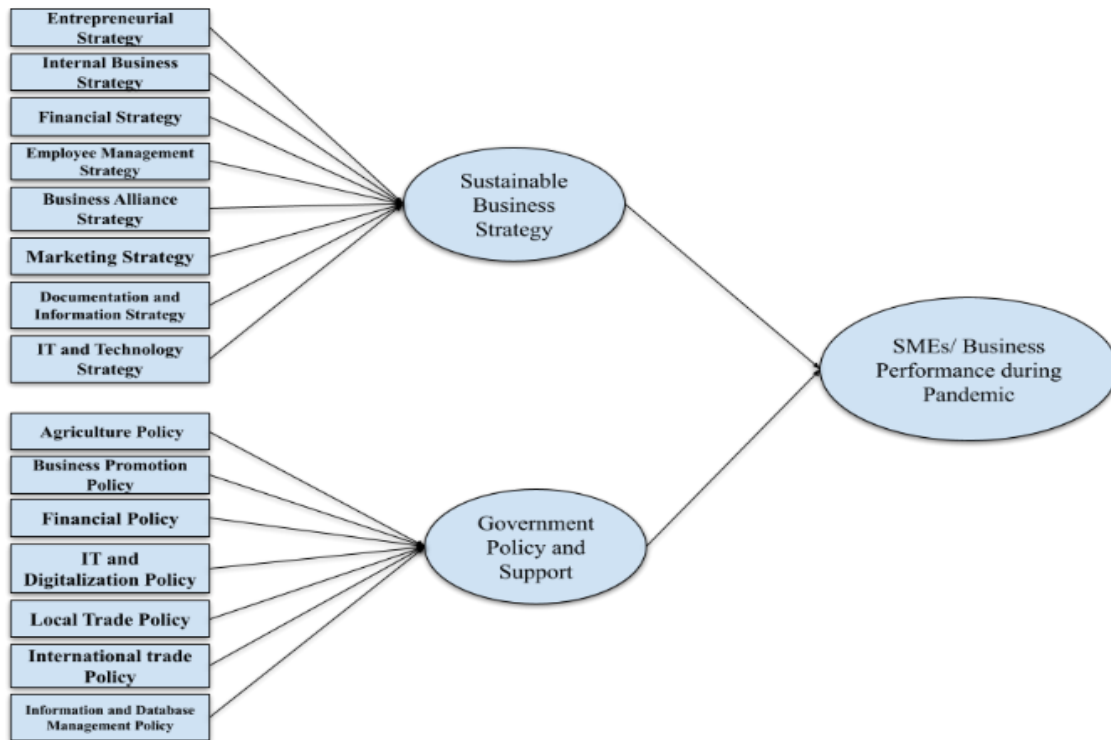 Entrepreneurial
Strategy
Internal Business
Strategy
Financial Strategy
Employee Management
Strategy
Business Alliance
Strategy
Marketing Strategy
Documentation and
Information Strategy
IT and Technology
Strategy
Sustainable
Business
Strategy
Agriculture Policy
Business Promotion
Policy
Financial Policy
IT and
Digitalization Policy
Local Trade Policy
International trade
Policy
Information and Database
Management Policy
Government
Policy and
Support
SMEs/ Business
Performance during
Pandemic